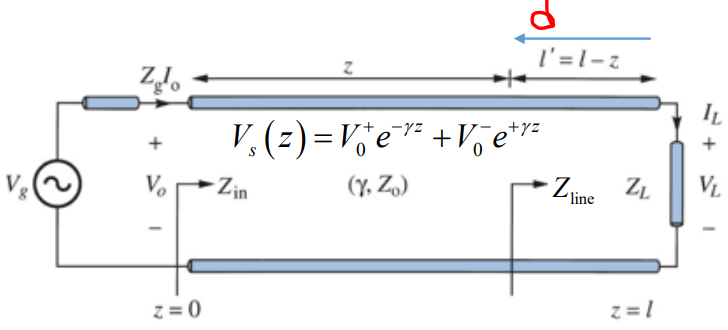 d
z
l' = l – z
Z_g I_o
V_s(z) = V_0^+ e^{-γz} + V_0^- e^{+γz}
I_L
+ +
V_g V_o Z_in (γ, Z_o) Z_line Z_L V_L
– –
z = 0 z = l